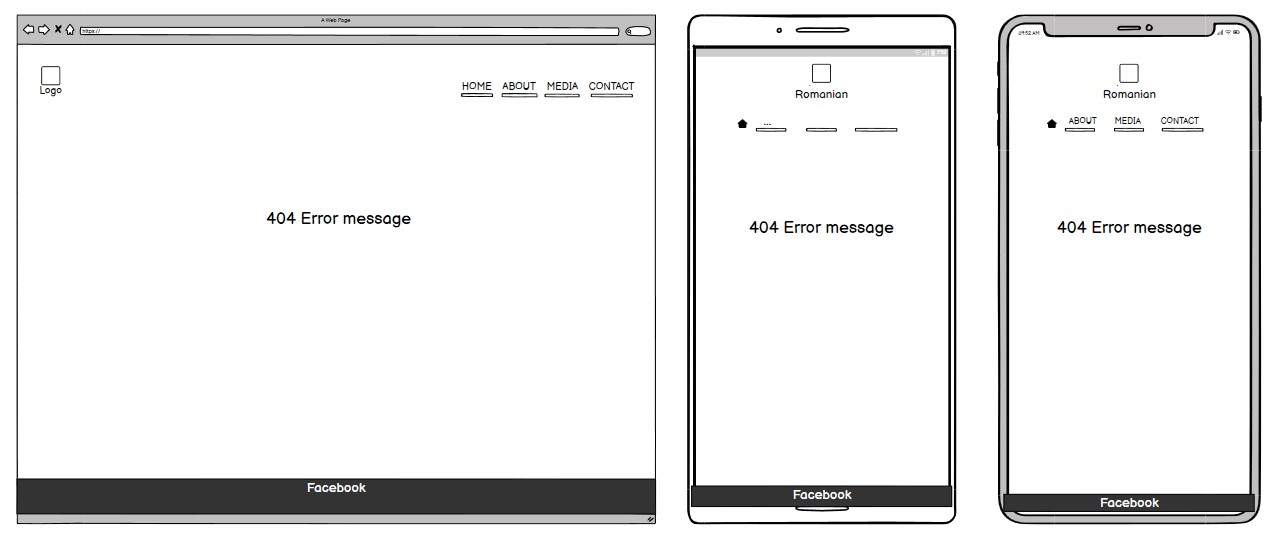 A Web Page
https://
Logo
HOME ABOUT MEDIA CONTACT
404 Error message
Facebook
Romanian
...
404 Error message
Facebook
09:52 AM
Romanian
ABOUT MEDIA CONTACT
404 Error message
Facebook